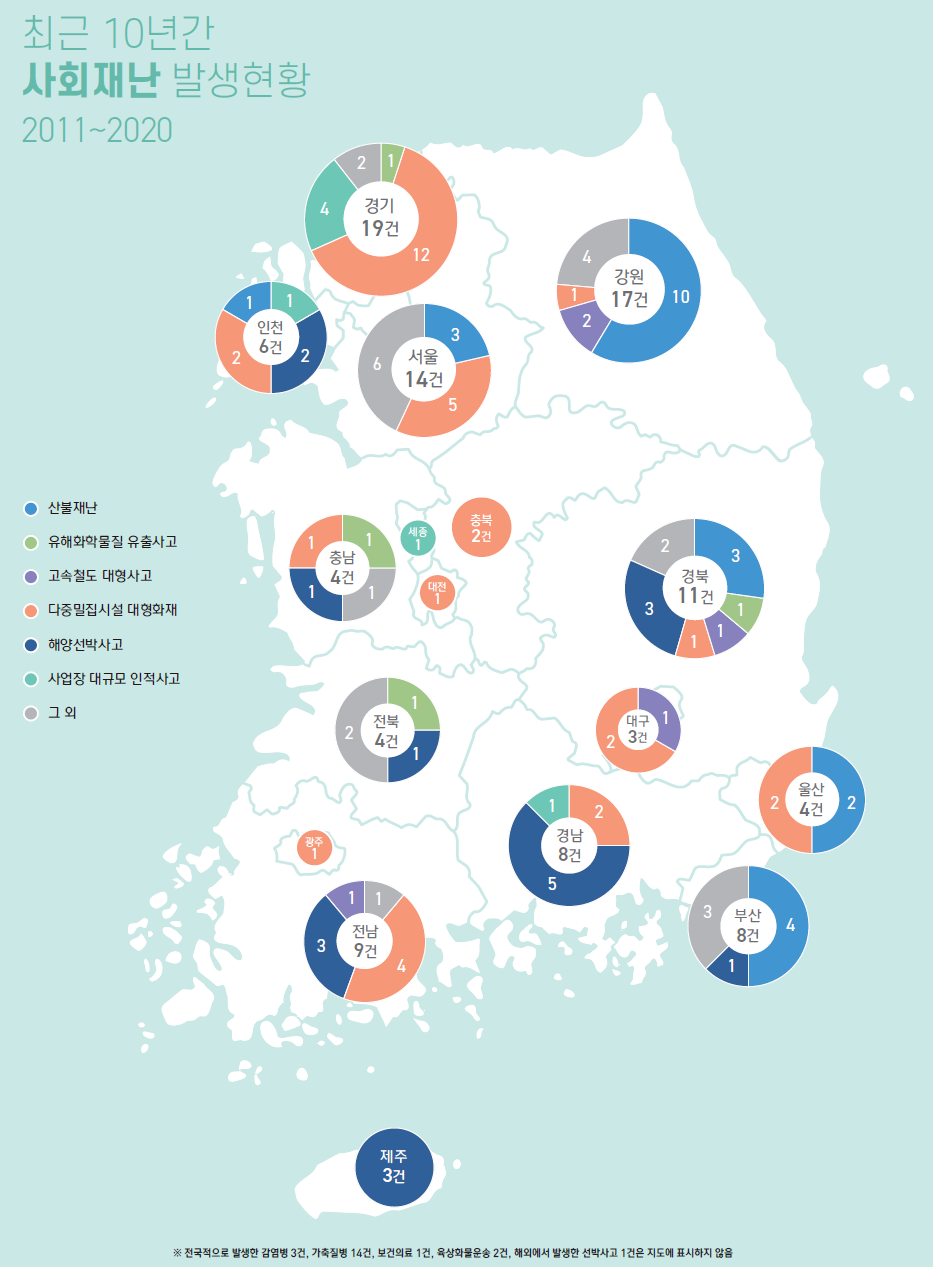 최근 10년간
사회재난 발생현황
2011~2020
2
1
4
12
경기
19건
4
10
1
2
강원
17건
1
1
2
2
인천
6건
3
6
5
서울
14건
산불재난
유해화학물질 유출사고
고속철도 대형사고
다중밀집시설 대형화재
해양선박사고
사업장 대규모 인적사고
그 외
1
1
1
1
충남
4건
세종
1
충북
2건
대전
1
2
3
3
1
1
1
경북
11건
1
2
1
전북
4건
1
2
대구
3건
2
2
울산
4건
1
2
5
경남
8건
광주
1
1
1
3
4
전남
9건
3
4
1
부산
8건
제주
3건
※ 전국적으로 발생한 감염병 3건, 가축질병 14건, 보건의료 1건, 육상화물운송 2건, 해외에서 발생한 선박사고 1건은 지도에 표시하지 않음